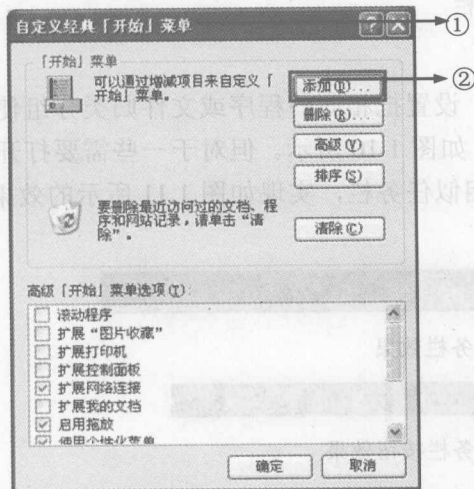 自定义经典「开始」菜单
①
「开始」菜单
可以通过增减项目来自定义「
开始」菜单。
添加(D)...
②
删除(R)...
高级(V)
排序(S)
要删除最近访问过的文档、程
序和网站记录，请单击“清
除”。
清除(C)
高级「开始」菜单选项(T):
滚动程序
扩展“图片收藏”
扩展打印机
扩展控制面板
扩展网络连接
扩展我的文档
启用拖放
使用个性化菜单
确定
取消